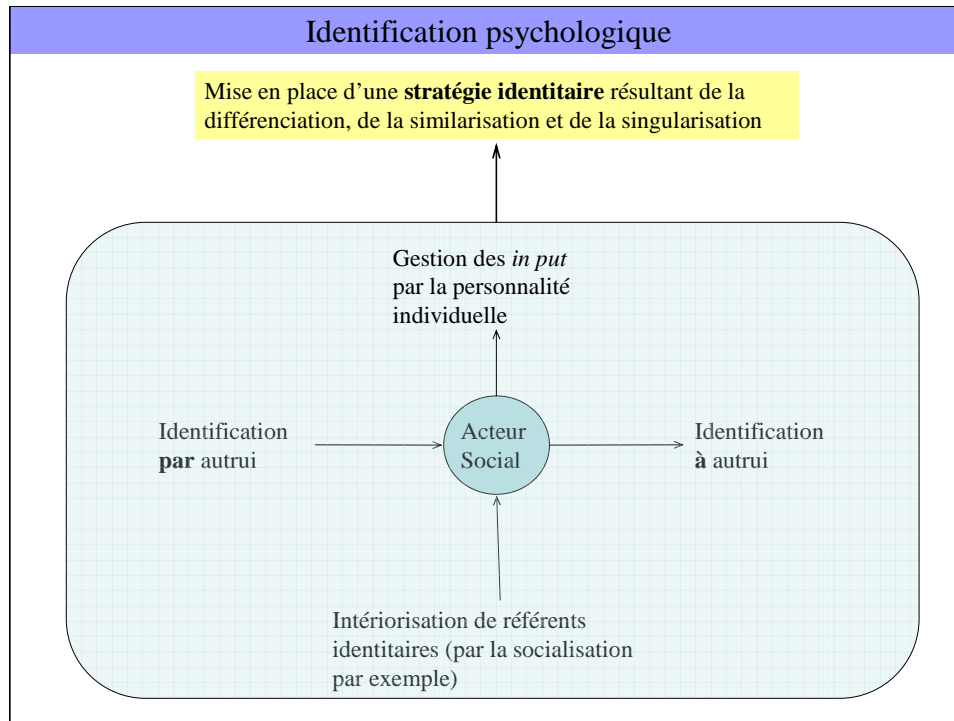 Identification psychologique
Mise en place d’une stratégie identitaire résultant de la
différenciation, de la similarisation et de la singularisation
Gestion des in put
par la personnalité
individuelle
Identification
par autrui
Acteur
Social
Identification
à autrui
Intériorisation de référents
identitaires (par la socialisation
par exemple)